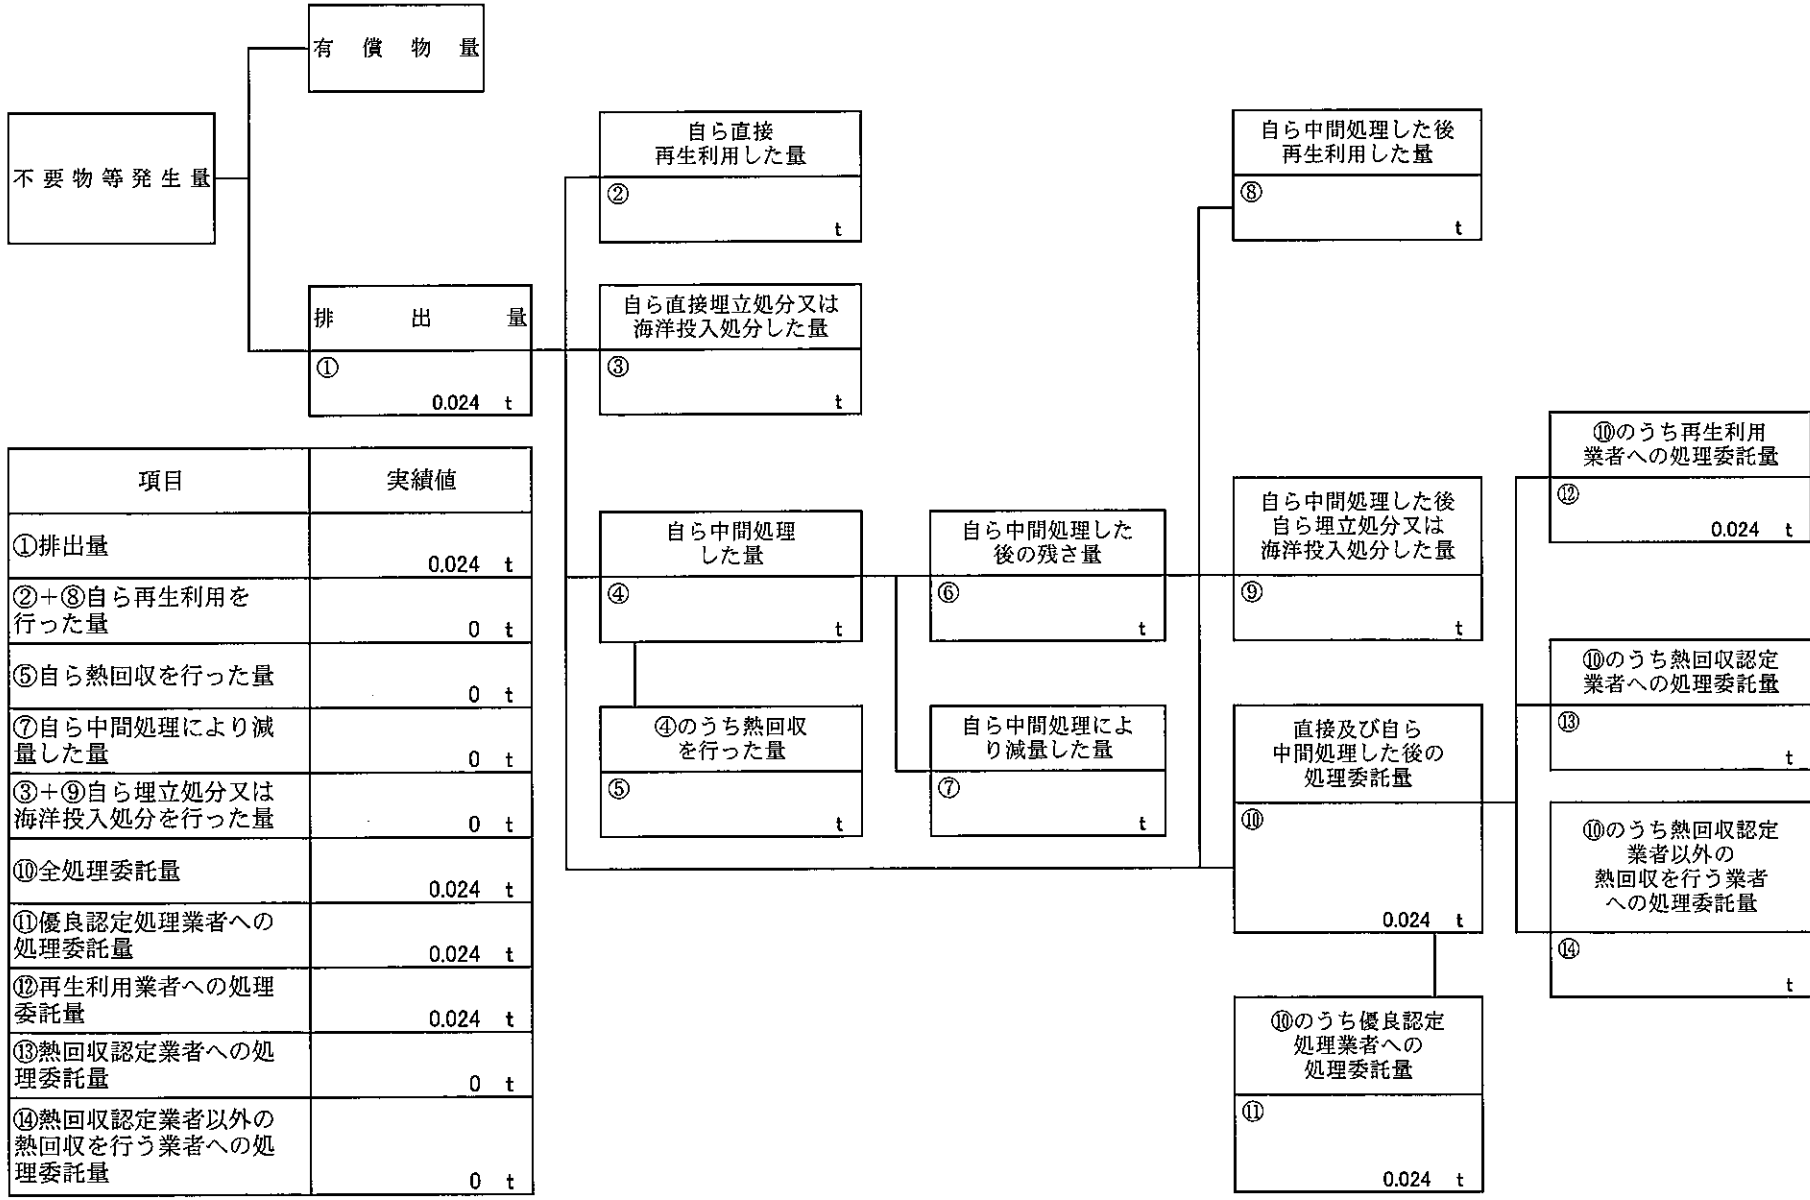 有償物量
不要物等発生量
排出量
①
0.024 t
自ら直接
再生利用した量
②
t
自ら直接埋立処分又は
海洋投入処分した量
③
t
自ら中間処理
した量
④
t
④のうち熱回収
を行った量
⑤
t
自ら中間処理した
後の残さ量
⑥
t
自ら中間処理によ
り減量した量
⑦
t
自ら中間処理した後
再生利用した量
⑧
t
自ら中間処理した後
自ら埋立処分又は
海洋投入処分した量
⑨
t
直接及び自ら
中間処理した後の
処理委託量
⑩
0.024 t
⑩のうち優良認定
処理業者への
処理委託量
⑪
0.024 t
⑩のうち再生利用
業者への処理委託量
⑫
0.024 t
⑩のうち熱回収認定
業者への処理委託量
⑬
t
⑩のうち熱回収認定
業者以外の
熱回収を行う業者
への処理委託量
⑭
t
項目 実績値
①排出量
0.024 t
②+⑧自ら再生利用を
行った量
0 t
⑤自ら熱回収を行った量
0 t
⑦自ら中間処理により減
量した量
0 t
③+⑨自ら埋立処分又は
海洋投入処分を行った量
0 t
⑩全処理委託量
0.024 t
⑪優良認定処理業者への
処理委託量
0.024 t
⑫再生利用業者への処理
委託量
0.024 t
⑬熱回収認定業者への処
理委託量
0 t
⑭熱回収認定業者以外の
熱回収を行う業者への処
理委託量
0 t